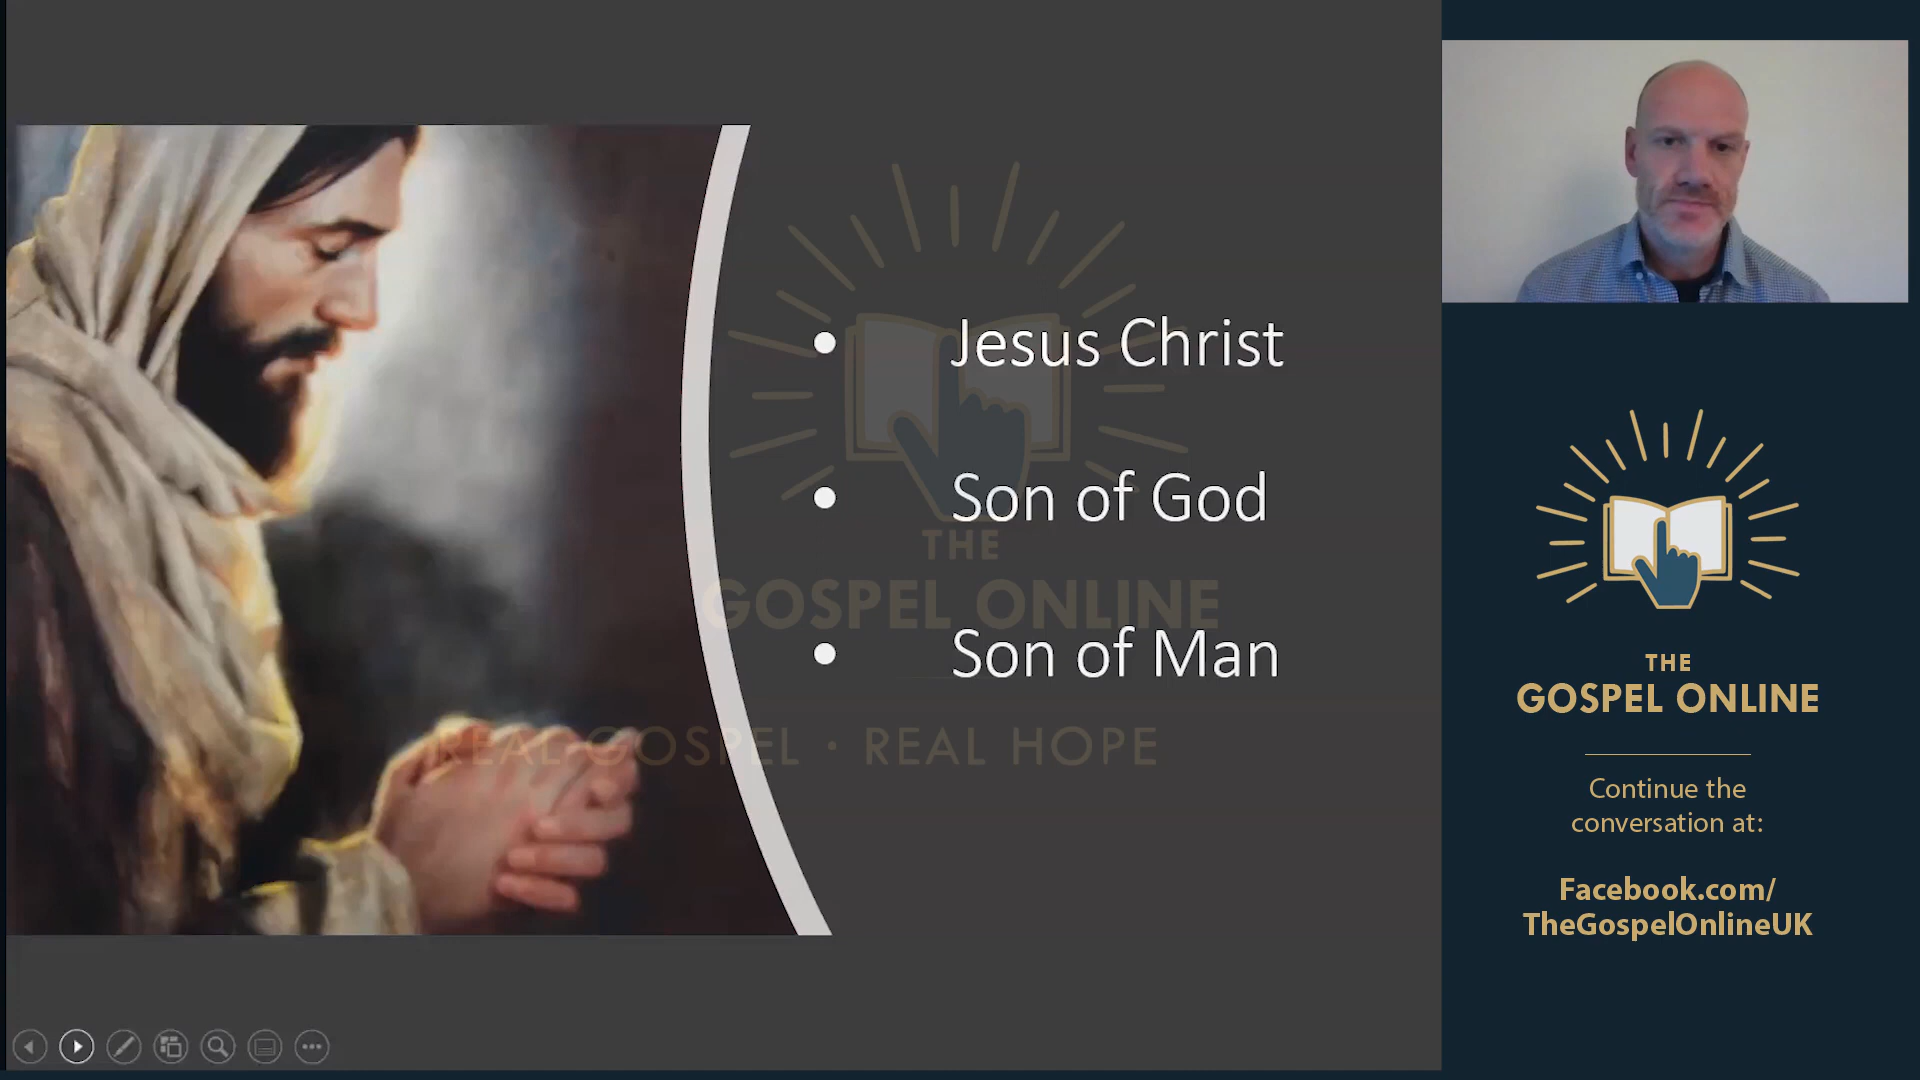 • Jesus Christ
• Son of God
• Son of Man
THE
GOSPEL ONLINE
REAL GOSPEL · REAL HOPE
THE
GOSPEL ONLINE
Continue the
conversation at:
Facebook.com/
TheGospelOnlineUK